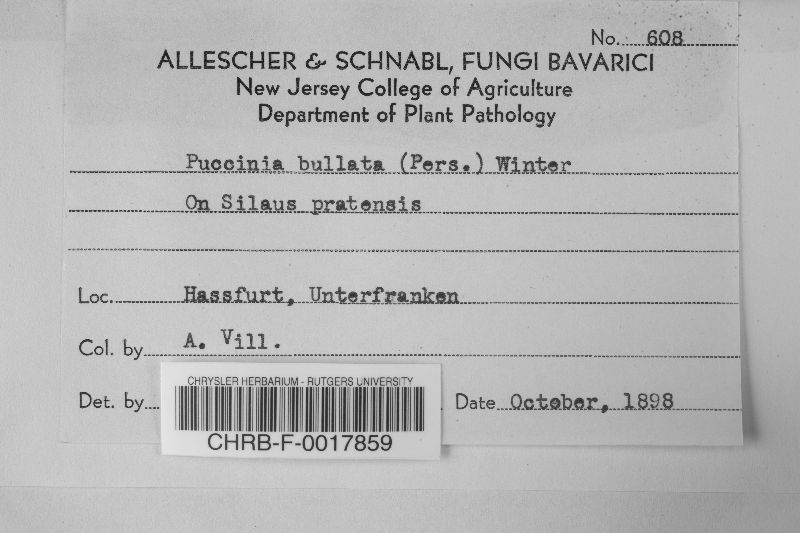 No. 608
ALLESCHER & SCHNABL, FUNGI BAVARICI
New Jersey College of Agriculture
Department of Plant Pathology
Puccinia bullata (Pers.) Winter
On Silaus pratensis
Loc. Hassfurt, Unterfranken
Col. by A. Vill.
Det. by Date October, 1898
CHRYSLER HERBARIUM - RUTGERS UNIVERSITY
CHRB-F-0017859